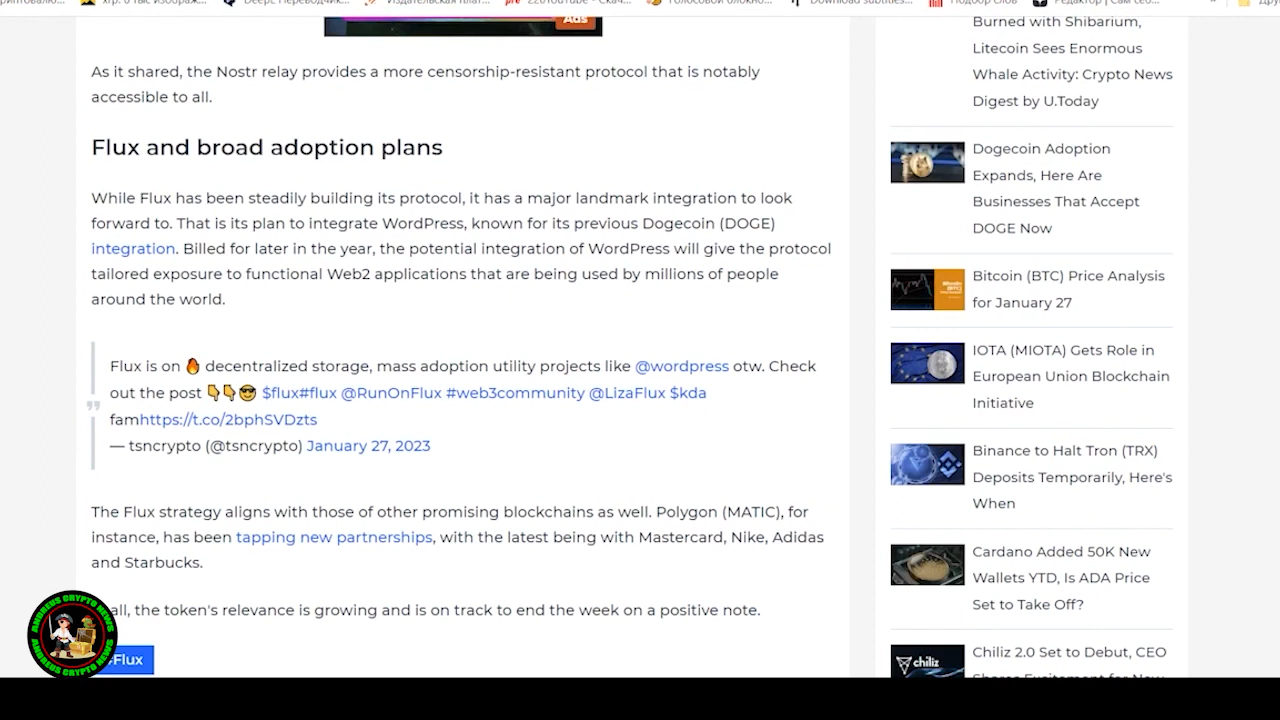 Ads
As it shared, the Nostr relay provides a more censorship-resistant protocol that is notably
accessible to all.
Flux and broad adoption plans
While Flux has been steadily building its protocol, it has a major landmark integration to look
forward to. That is its plan to integrate WordPress, known for its previous Dogecoin (DOGE)
integration. Billed for later in the year, the potential integration of WordPress will give the protocol
tailored exposure to functional Web2 applications that are being used by millions of people
around the world.
Flux is on 🔥 decentralized storage, mass adoption utility projects like @wordpress otw. Check
out the post 👇👇😎 $flux#flux @RunOnFlux #web3community @LizaFlux $kda
famhttps://t.co/2bphSVDzts
— tsncrypto (@tsncrypto) January 27, 2023
The Flux strategy aligns with those of other promising blockchains as well. Polygon (MATIC), for
instance, has been tapping new partnerships, with the latest being with Mastercard, Nike, Adidas
and Starbucks.
all, the token's relevance is growing and is on track to end the week on a positive note.
Flux
ANDREUS CRYPTO NEWS
ANDREUS CRYPTO NEWS
Burned with Shibarium,
Litecoin Sees Enormous
Whale Activity: Crypto News
Digest by U.Today
Dogecoin Adoption
Expands, Here Are
Businesses That Accept
DOGE Now
Bitcoin (BTC) Price Analysis
for January 27
IOTA (MIOTA) Gets Role in
European Union Blockchain
Initiative
Binance to Halt Tron (TRX)
Deposits Temporarily, Here's
When
Cardano Added 50K New
Wallets YTD, Is ADA Price
Set to Take Off?
chiliz
Chiliz 2.0 Set to Debut, CEO